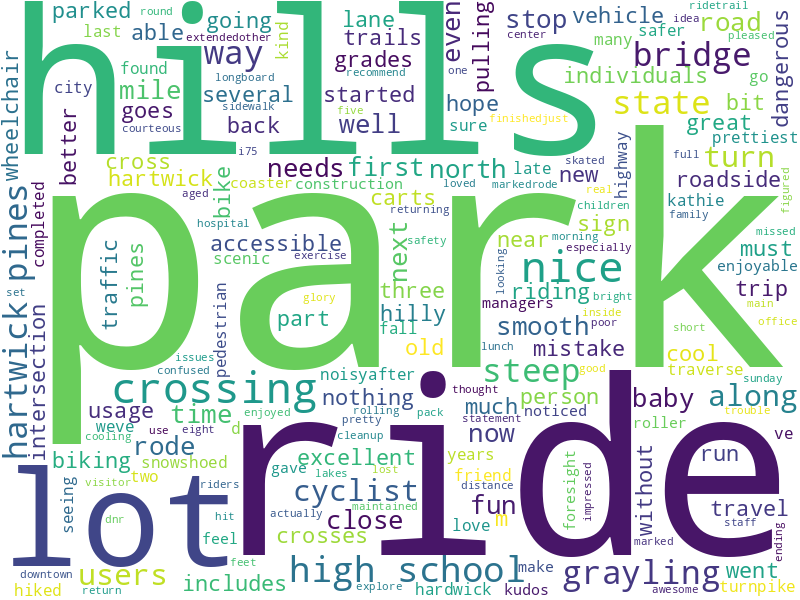 hills
park
ride
lot
parked
round
last
able
going
lane
extendedother
way
trails
kind
found
longboard
grades
mile
city
sidewalk
recommend
several
started
goes
i75
courteous
back
well
wheelchair
better
even
pulling
stop
vehicle
safer
ridetrail
idea
center
pleased
many
road
bridge
individuals
go
one
hope
state
bit
dangerous
five
sure
finishedjust
great
prettiest
turn
cross
needs
first
north
late
skated
full
hartwick
coaster
construction
loved
markedrode
new
highway
roadside
real
figured
aged
bike
carts
children
kathie
completed
hospital
returning
sign
family
missed
pines
accessible
exercise
safety
morning
near
especially
must
scenic
next
looking
nice
enjoyable
hartwick pines
traffic
pines
three
riding
bright
trip
set
glory
managers
inside
main
part
hilly
smooth
poor
office
intersection
pedestrian
fall
mistake
short
issues
old
lunch
good
cool
confused
noisyafter
steep
traverse
crossing
nothing
thought
person
baby
along
sunday
enjoyed
rolling
pack
statement
usage
time
pretty
much
noticed
roller
trouble
weve
use
eight
d
cleanup
now
years
ve
rode
excellent
foresight
impressed
run
cooling
gave
lakes
lost
friend
without
biking
snowshoed
riders
cyclist
distance
seeing
visitor
two
hit
maintained
fun
m
travel
dnr
crosses
close
actually
staff
feel
love
marked
ending
downtown
users
feet
high school
make
grayling
went
hiked
return
includes
explore
hardwick
kudos
awesome
turnpike